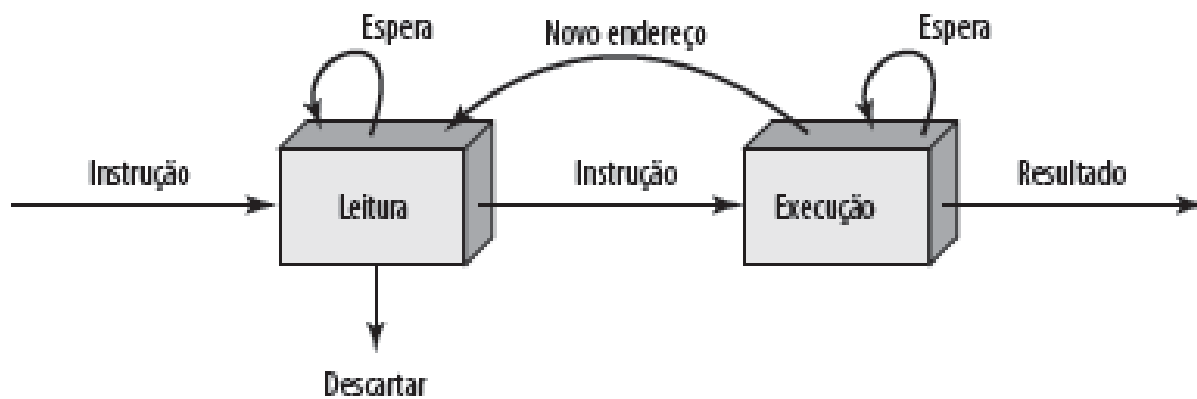 Espera
Novo endereço
Espera
Instrução
Leitura
Instrução
Execução
Resultado
Descartar